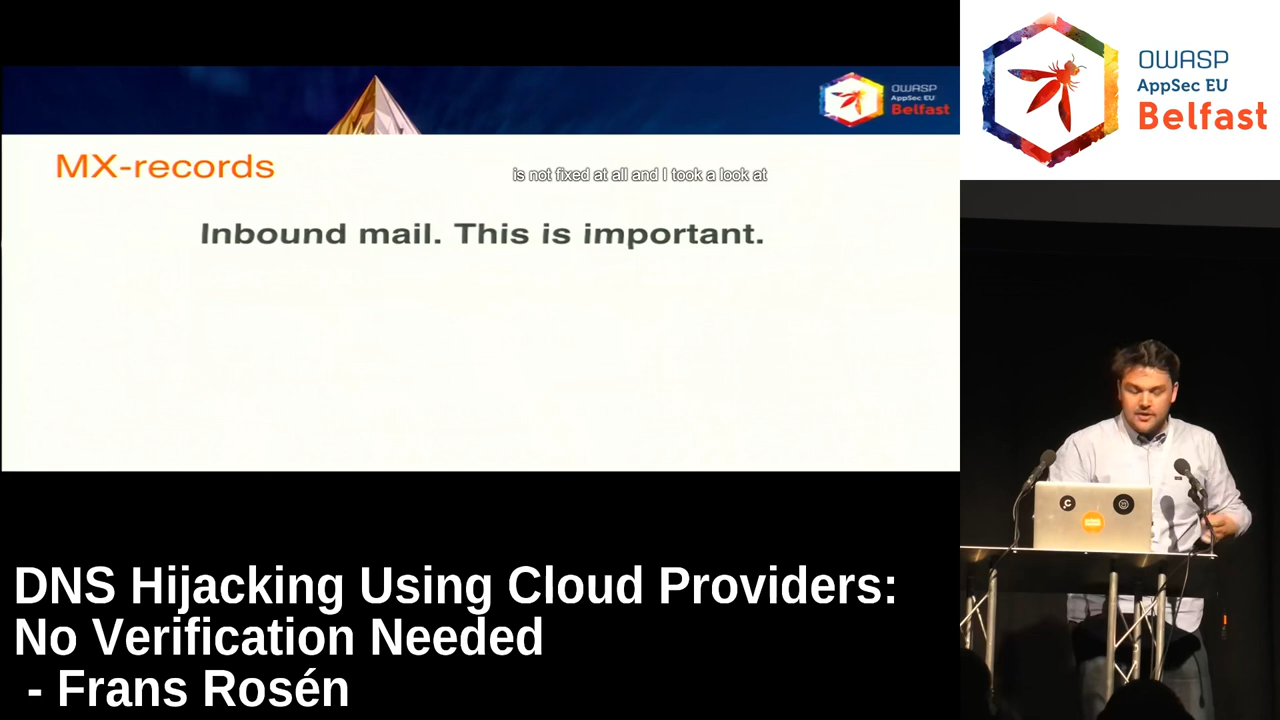 OWASP
AppSec EU
Belfast
MX-records
is not fixed at all and I took a look at
Inbound mail. This is important.
OWASP
AppSec EU
Belfast
DNS Hijacking Using Cloud Providers:
No Verification Needed
- Frans Rosén